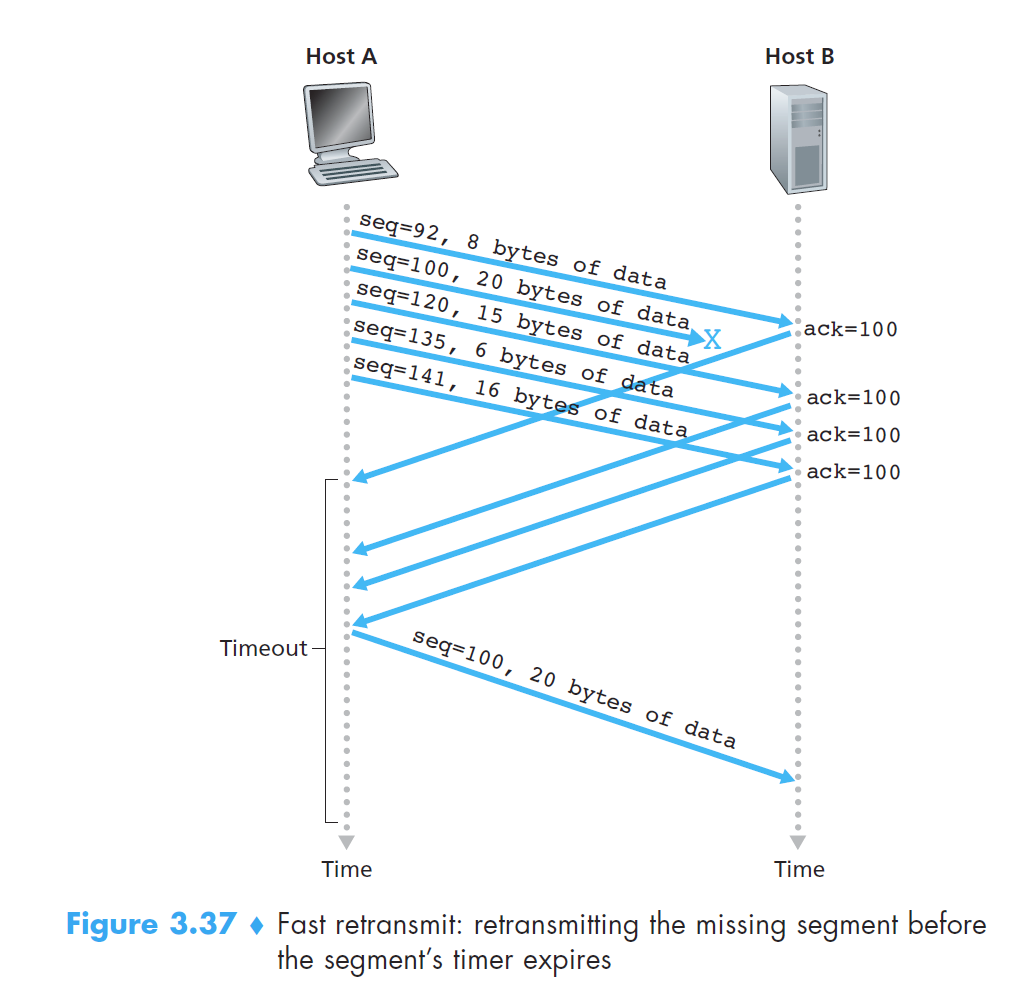 Host A
Host B
seq=92, 8 bytes of data
seq=100, 20 bytes of data
X
seq=120, 15 bytes of data
seq=135, 6 bytes of data
seq=141, 16 bytes of data
ack=100
ack=100
ack=100
ack=100
Timeout
seq=100, 20 bytes of data
Time
Time
Figure 3.37 ♦ Fast retransmit: retransmitting the missing segment before
the segment's timer expires